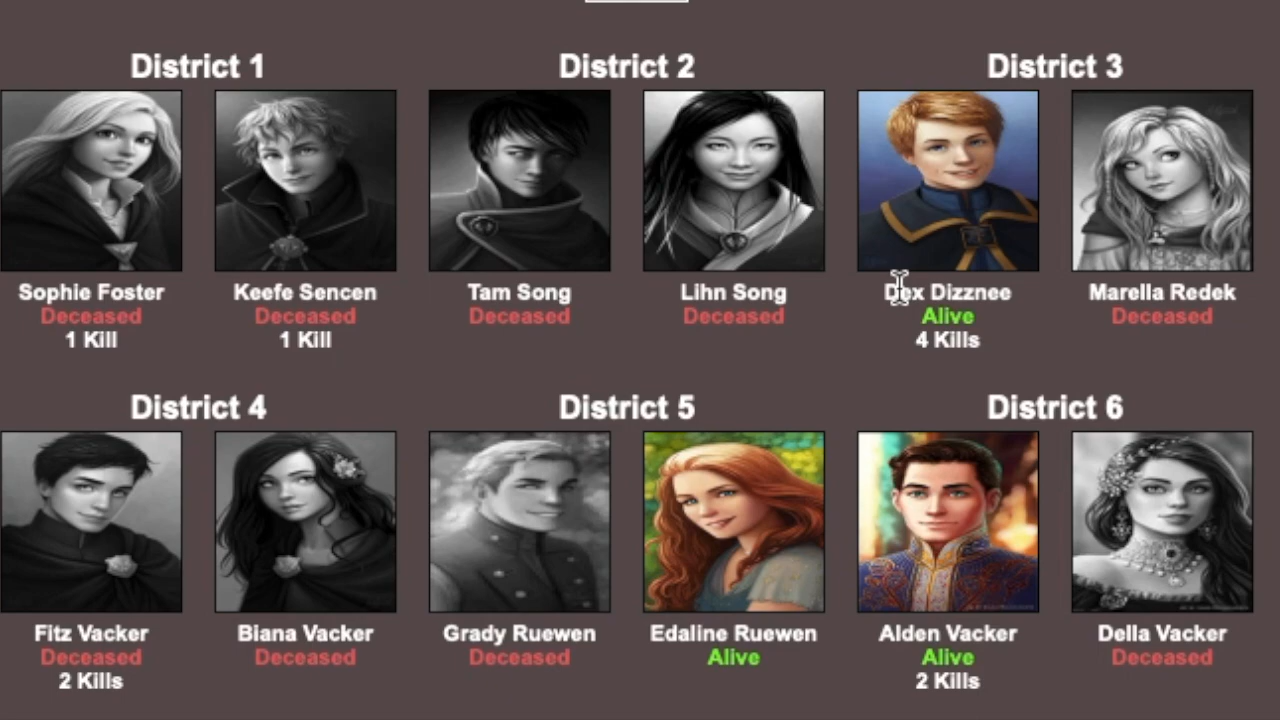 District 1 District 2 District 3
Sophie Foster Keefe Sencen Tam Song Lihn Song Dex Dizznee Marella Redek
Deceased Deceased Deceased Deceased Alive Deceased
1 Kill 1 Kill 4 Kills
District 4 District 5 District 6
Fitz Vacker Biana Vacker Grady Ruewen Edaline Ruewen Alden Vacker Della Vacker
Deceased Deceased Deceased Alive Alive Deceased
2 Kills 2 Kills